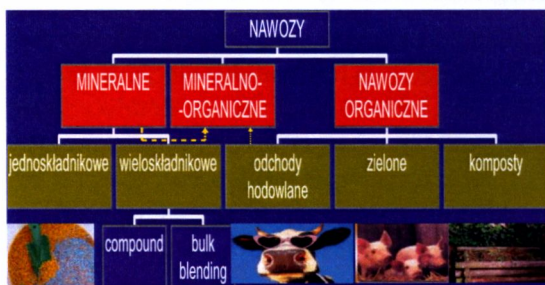 NAWOZY
MINERALNE
MINERALNO-
-ORGANICZNE
NAWOZY
ORGANICZNE
jednoskładnikowe
wieloskładnikowe
odchody
hodowlane
zielone
komposty
compound
bulk
blending